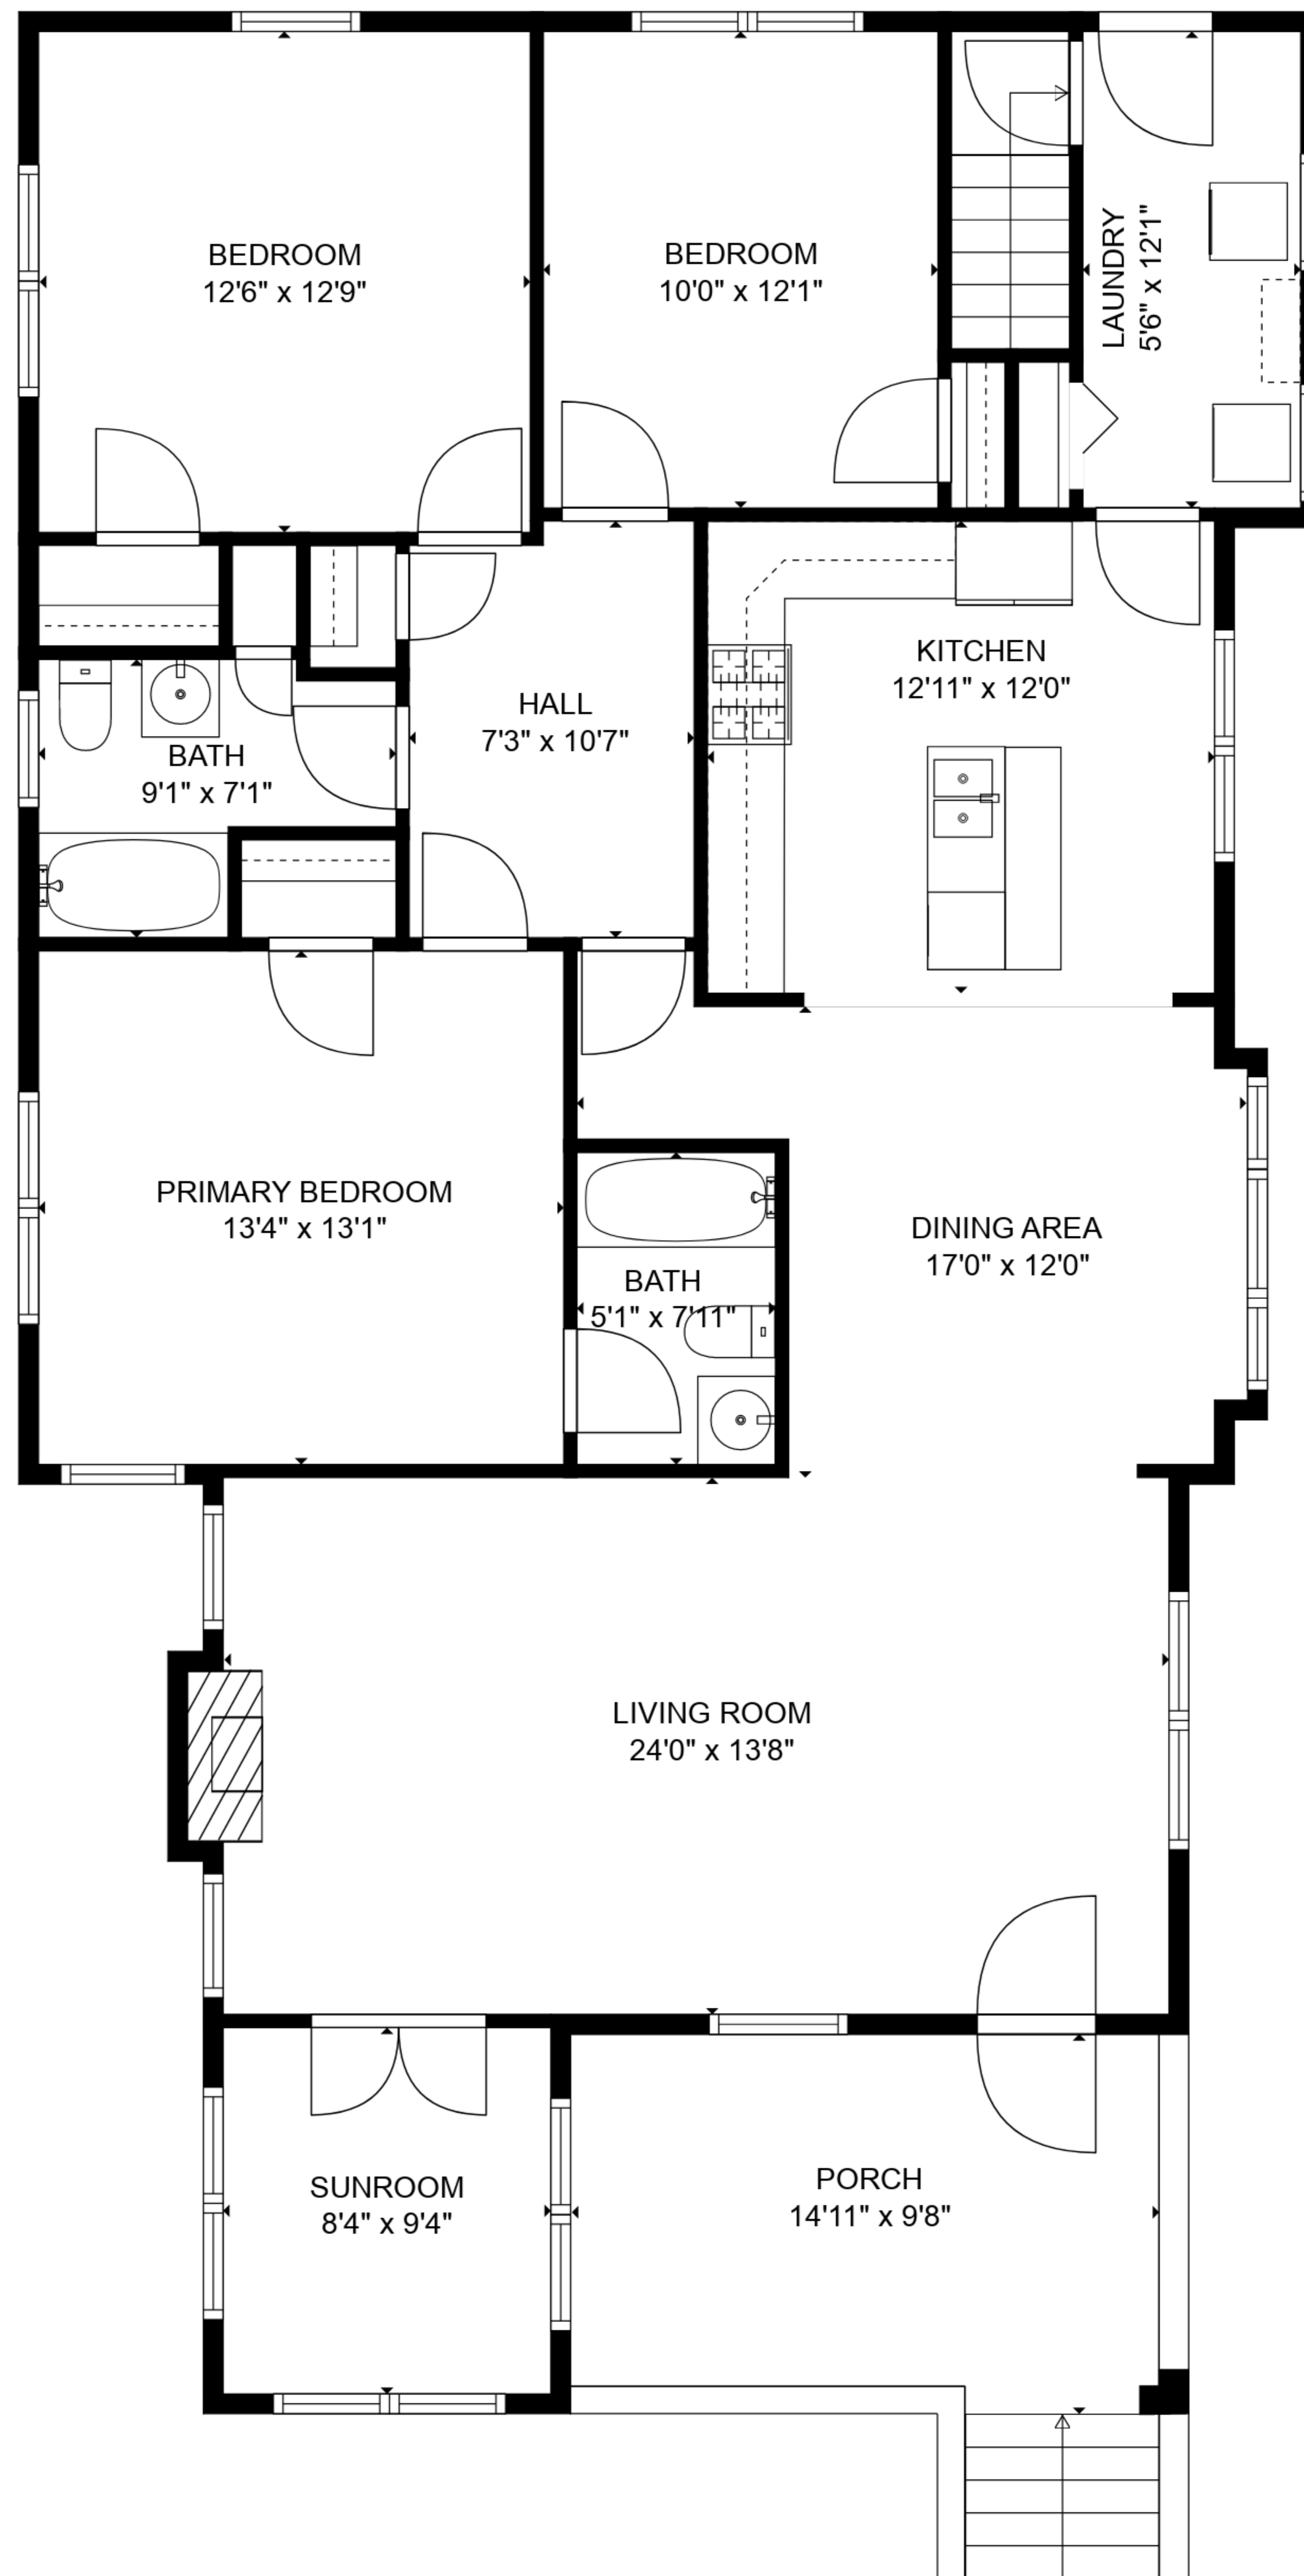 BEDROOM
12'6" x 12'9"
BEDROOM
10'0" x 12'1"
LAUNDRY
5'6" x 12'1"
KITCHEN
12'11" x 12'0"
HALL
7'3" x 10'7"
BATH
9'1" x 7'1"
PRIMARY BEDROOM
13'4" x 13'1"
DINING AREA
17'0" x 12'0"
BATH
5'1" x 7'11"
LIVING ROOM
24'0" x 13'8"
SUNROOM
8'4" x 9'4"
PORCH
14'11" x 9'8"